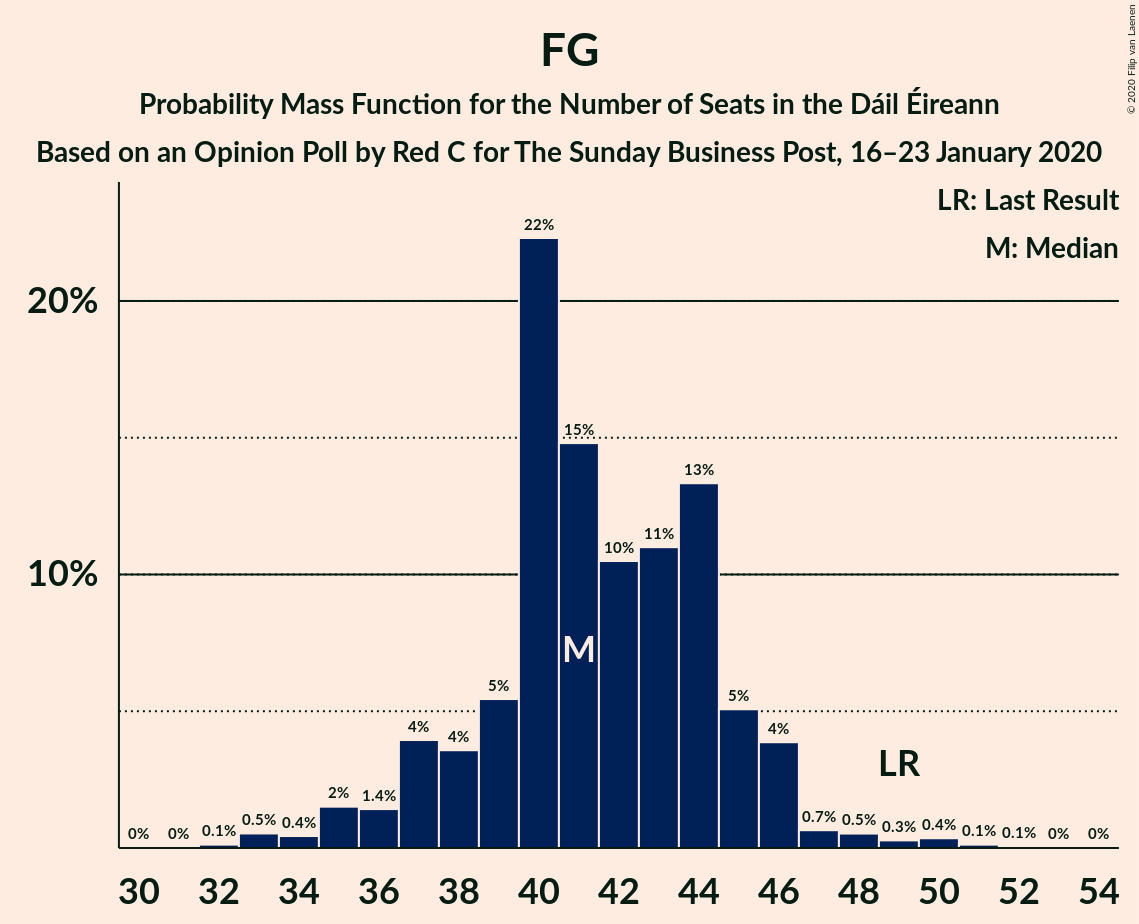 FG
Probability Mass Function for the Number of Seats in the Dáil Éireann
Based on an Opinion Poll by Red C for The Sunday Business Post, 16–23 January 2020
© 2020 Filip van Laenen
LR: Last Result
M: Median
20%
10%
0% 0% 0.1% 0.5% 0.4% 2% 1.4% 4% 4% 5% 22% 15% 10% 11% 13% 5% 4% 0.7% 0.5% 0.3% 0.4% 0.1% 0.1% 0% 0%
M
LR
30 32 34 36 38 40 42 44 46 48 50 52 54